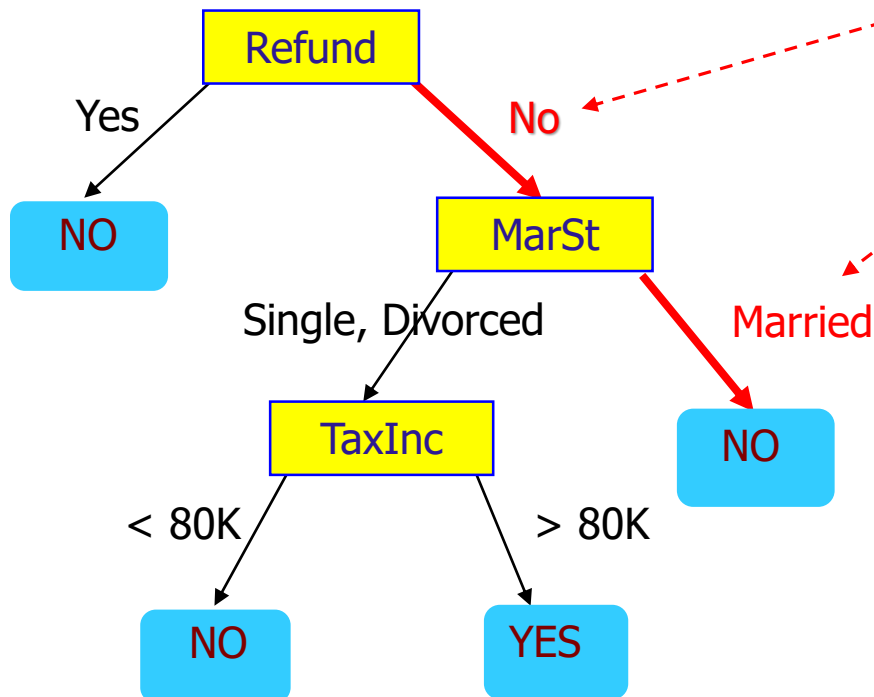 Refund
Yes
No
NO
MarSt
Single, Divorced
Married
TaxInc
NO
< 80K
> 80K
NO
YES